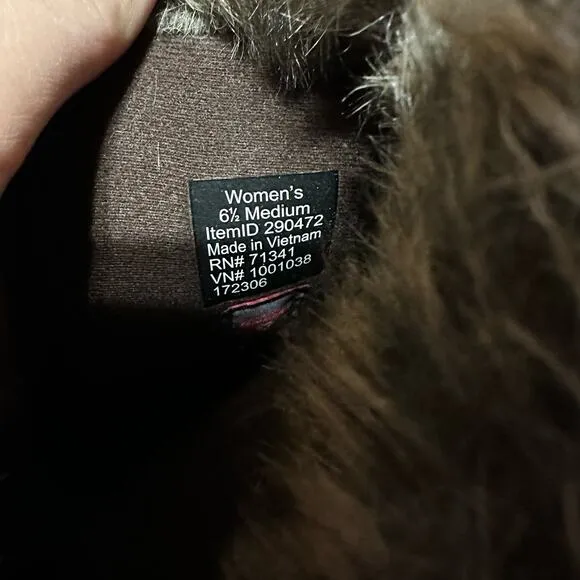 Women's
6½ Medium
ItemID 290472
Made in Vietnam
RN# 71341
VN# 1001038
172306